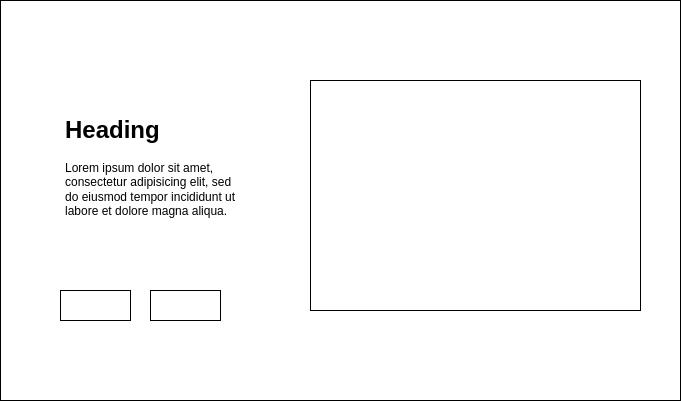 Heading
Lorem ipsum dolor sit amet,
consectetur adipisicing elit, sed
do eiusmod tempor incididunt ut
labore et dolore magna aliqua.